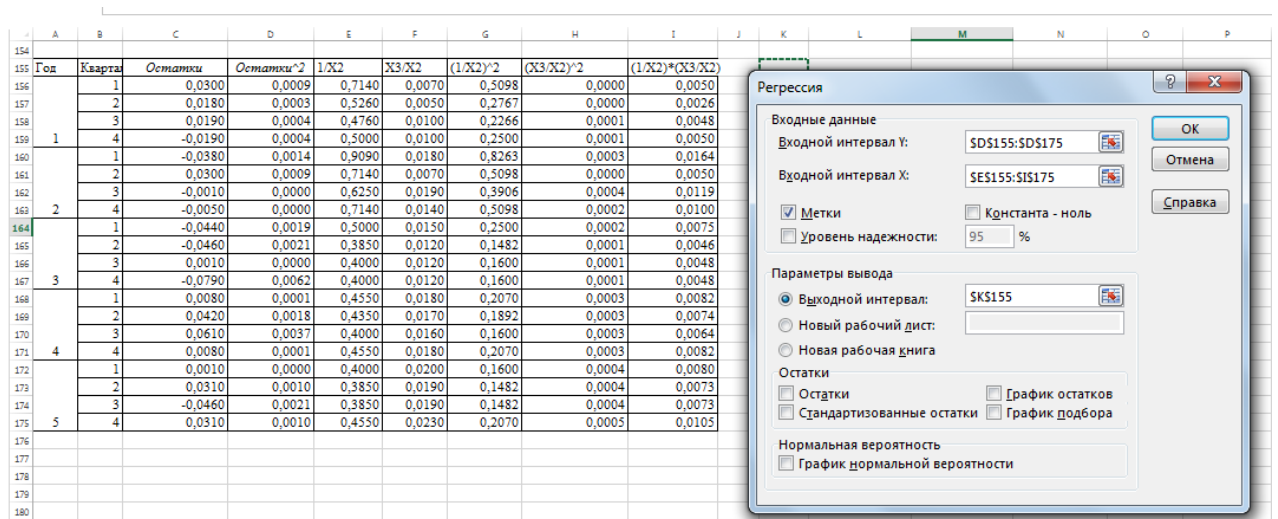 A B C D E F G H I J K L M N O P
154
155 Год Квартал Остатки Остатки^2 1/X2 X3/X2 (1/X2)^2 (X3/X2)^2 (1/X2)*(X3/X2)
156 1 0,0300 0,0009 0,7140 0,0070 0,5098 0,0000 0,0050
157 2 0,0180 0,0003 0,5260 0,0050 0,2767 0,0000 0,0026
158 3 0,0190 0,0004 0,4760 0,0100 0,2266 0,0001 0,0048
159 1 4 -0,0190 0,0004 0,5000 0,0100 0,2500 0,0001 0,0050
160 1 -0,0380 0,0014 0,9090 0,0180 0,8263 0,0003 0,0164
161 2 0,0300 0,0009 0,7140 0,0070 0,5098 0,0000 0,0050
162 3 -0,0010 0,0000 0,6250 0,0190 0,3906 0,0004 0,0119
163 2 4 -0,0050 0,0000 0,7140 0,0140 0,5098 0,0002 0,0100
164 1 -0,0440 0,0019 0,5000 0,0150 0,2500 0,0002 0,0075
165 2 -0,0460 0,0021 0,3850 0,0120 0,1482 0,0001 0,0046
166 3 0,0010 0,0000 0,4000 0,0120 0,1600 0,0001 0,0048
167 3 4 -0,0790 0,0062 0,4000 0,0120 0,1600 0,0001 0,0048
168 1 0,0080 0,0001 0,4550 0,0180 0,2070 0,0003 0,0082
169 2 0,0420 0,0018 0,4350 0,0170 0,1892 0,0003 0,0074
170 3 0,0610 0,0037 0,4000 0,0160 0,1600 0,0003 0,0064
171 4 4 0,0080 0,0001 0,4550 0,0180 0,2070 0,0003 0,0082
172 1 0,0010 0,0000 0,4000 0,0200 0,1600 0,0004 0,0080
173 2 0,0310 0,0010 0,3850 0,0190 0,1482 0,0004 0,0073
174 3 -0,0460 0,0021 0,3850 0,0190 0,1482 0,0004 0,0073
175 5 4 0,0310 0,0010 0,4550 0,0230 0,2070 0,0005 0,0105
176
177
178
179
180
Регрессия
Входные данные
Входной интервал Y: $D$155:$D$175
Входной интервал X: $E$155:$I$175
Метки Константа - ноль
Уровень надежности: 95 %
Параметры вывода
Выходной интервал: $K$155
Новый рабочий лист:
Новая рабочая книга
Остатки
Остатки График остатков
Стандартизованные остатки График подбора
Нормальная вероятность
График нормальной вероятности
ОК
Отмена
Справка